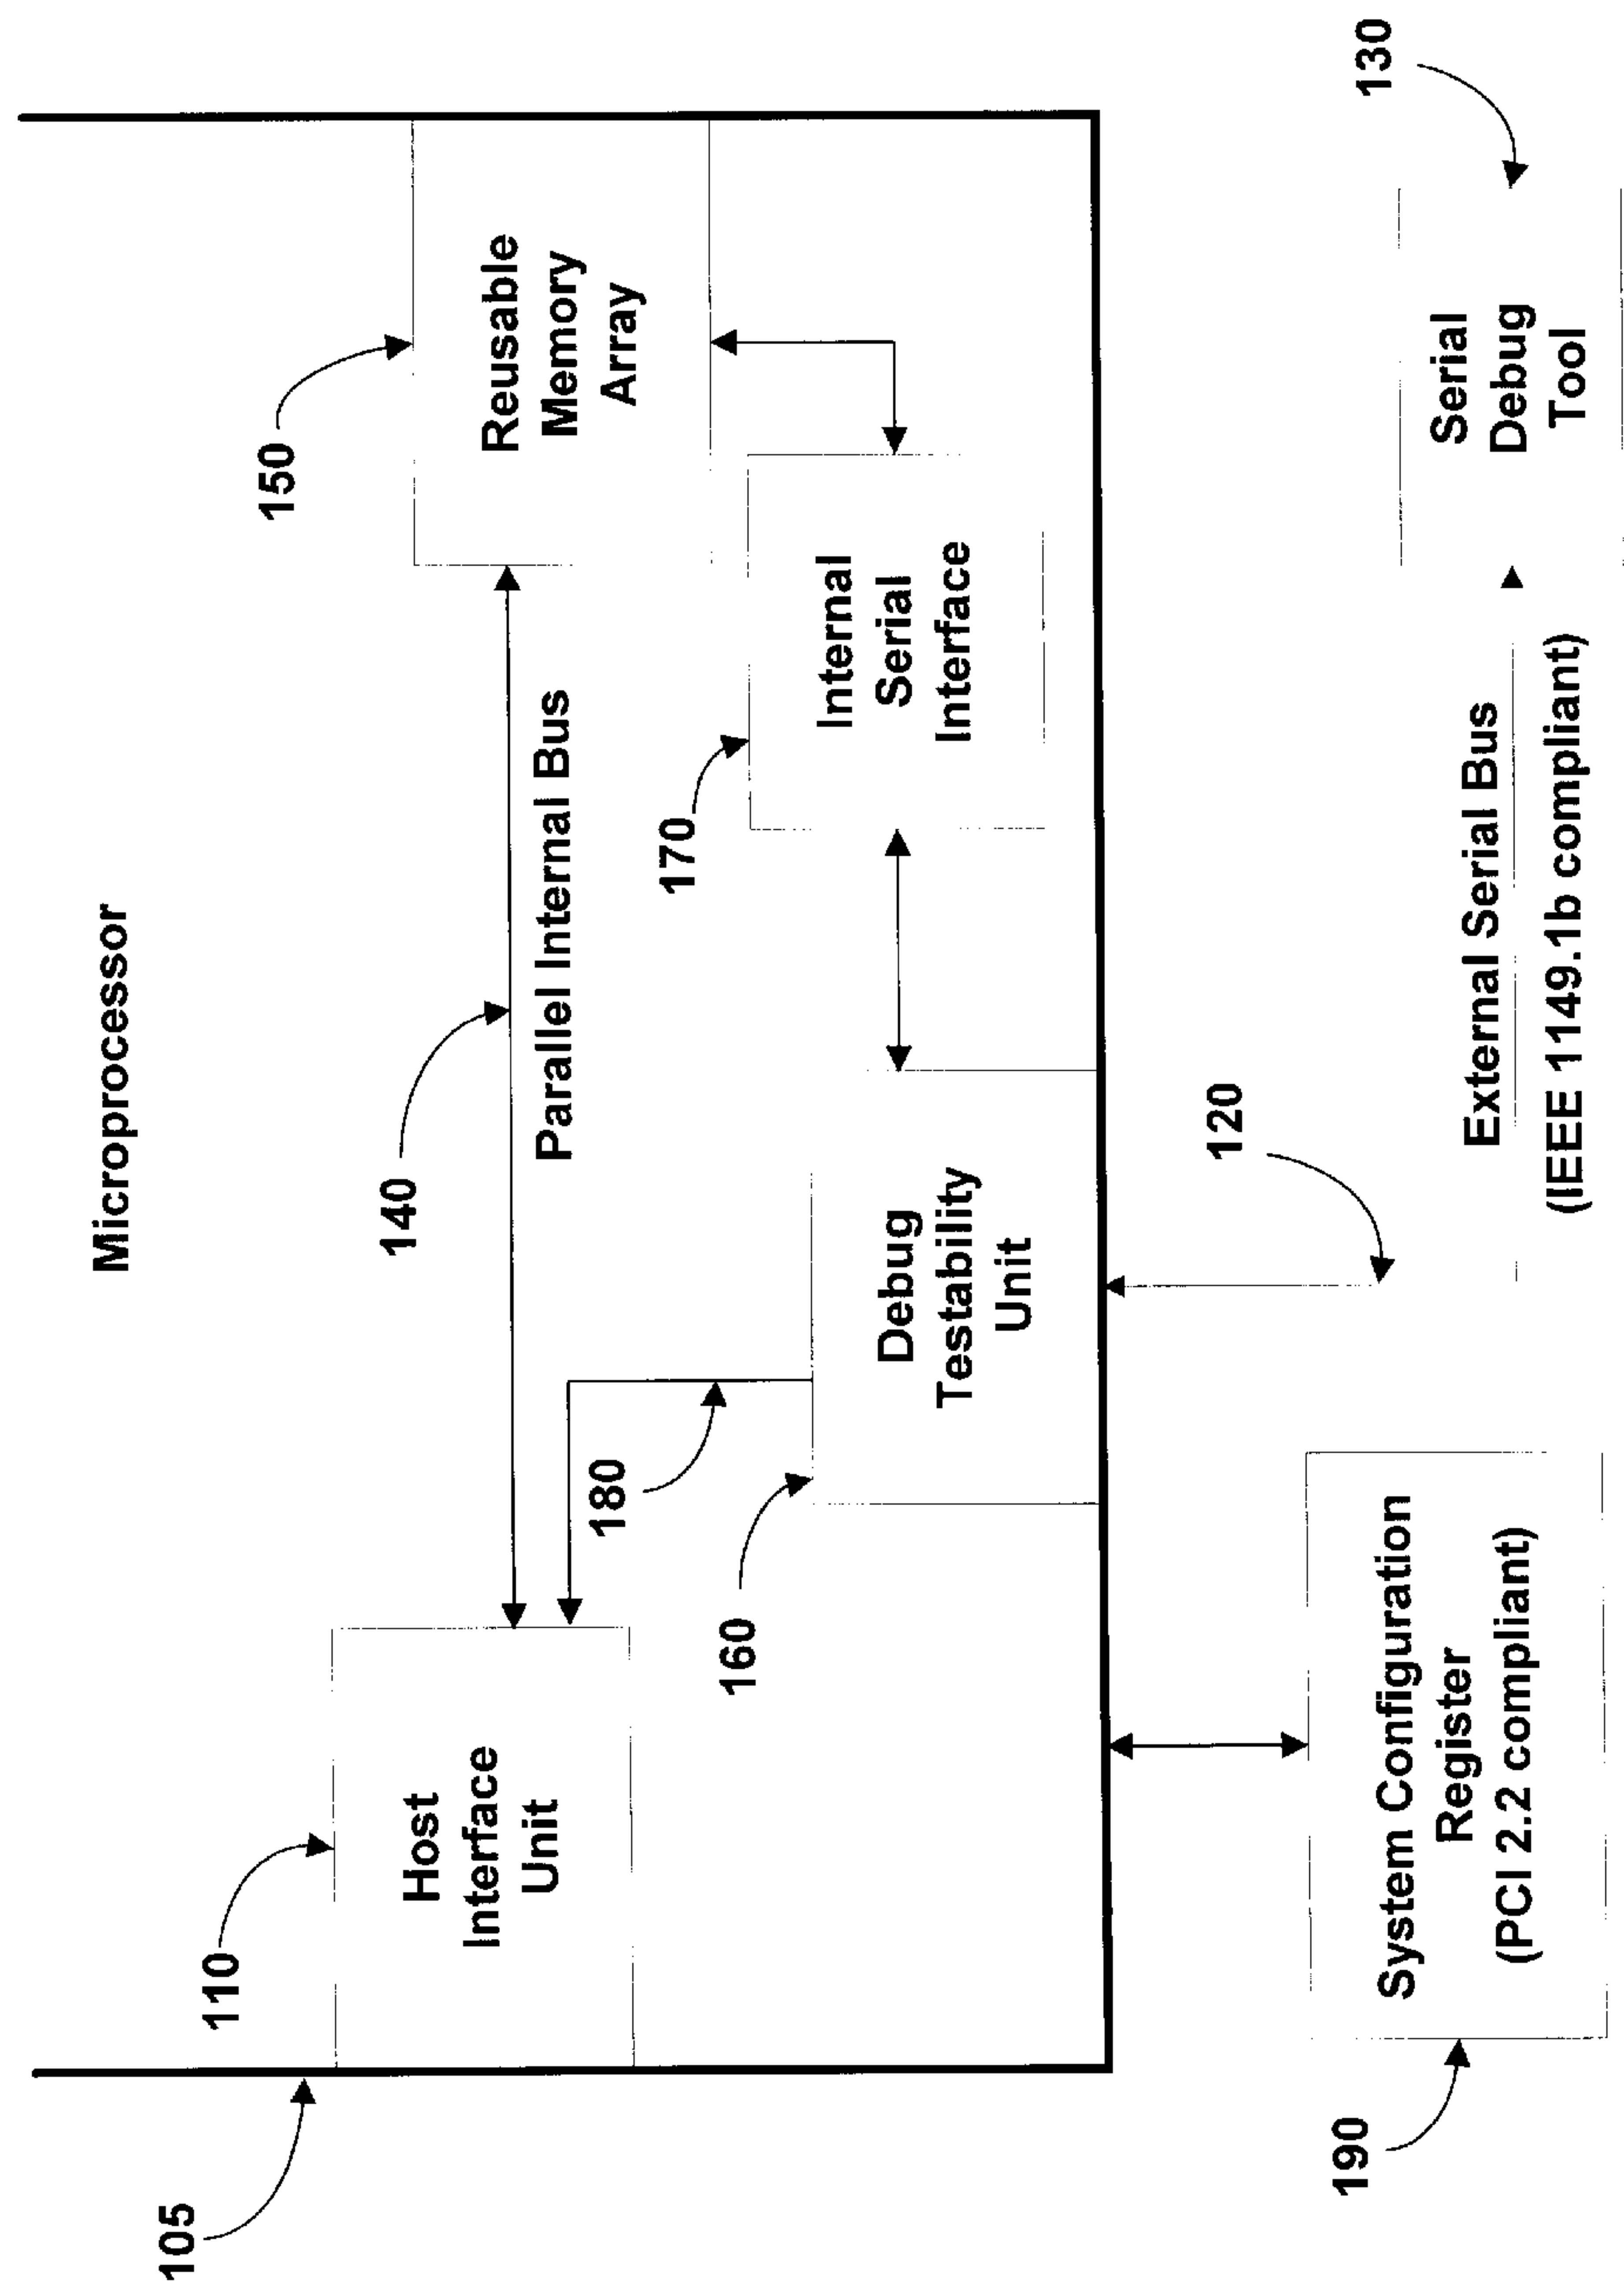 Microprocessor
105
110
Host
Interface
Unit
140
Parallel Internal Bus
150
Reusable
Memory
Array
180
160
Debug
Testability
Unit
170
Internal
Serial
Interface
190
System Configuration
Register
(PCI 2.2 compliant)
120
External Serial Bus
(IEEE 1149.1b compliant)
130
Serial
Debug
Tool